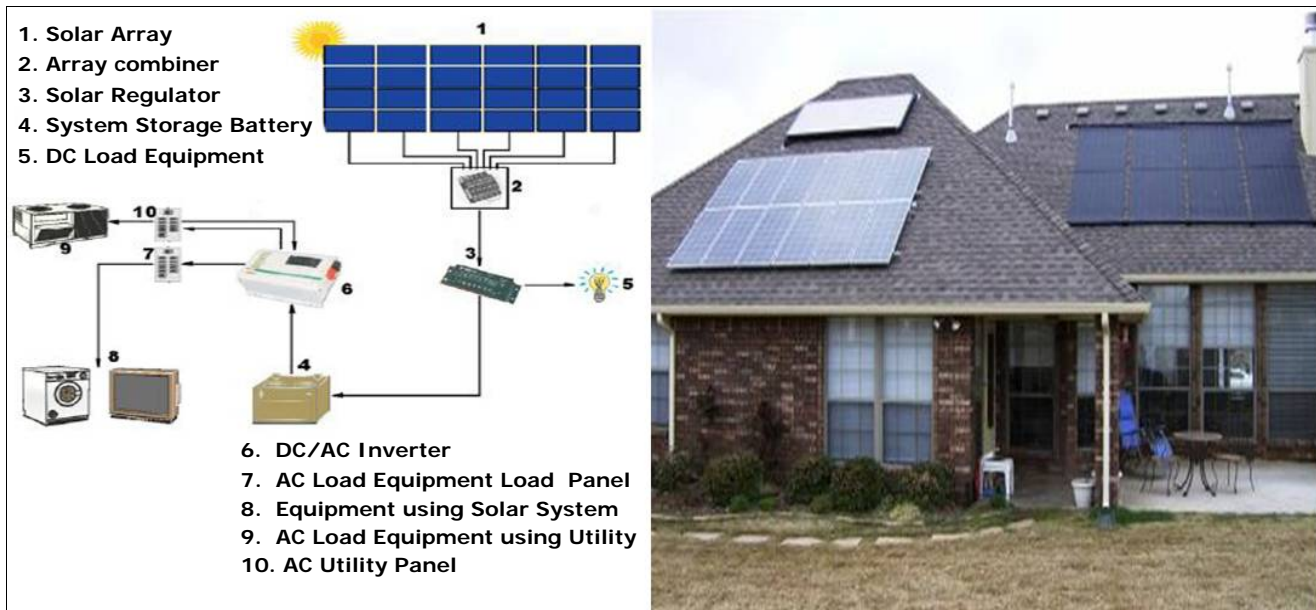 1. Solar Array
2. Array combiner
3. Solar Regulator
4. System Storage Battery
5. DC Load Equipment
1
2
3
5
10
9
7
6
8
4
6. DC/AC Inverter
7. AC Load Equipment Load Panel
8. Equipment using Solar System
9. AC Load Equipment using Utility
10. AC Utility Panel